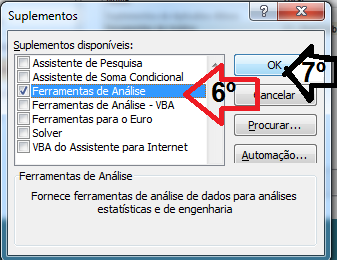 Suplementos
Suplementos disponíveis:
Assistente de Pesquisa
Assistente de Soma Condicional
Ferramentas de Análise
Ferramentas de Análise - VBA
Ferramentas para o Euro
Solver
VBA do Assistente para Internet
OK
7º
6º
Cancelar
Procurar...
Automação...
Ferramentas de Análise
Fornece ferramentas de análise de dados para análises
estatísticas e de engenharia